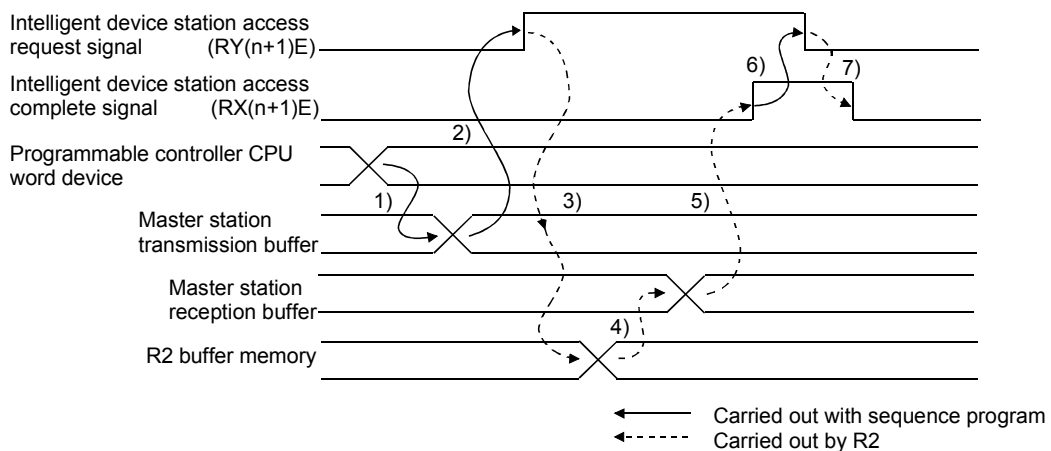 Intelligent device station access
request signal (RY(n+1)E)
Intelligent device station access
complete signal (RX(n+1)E)
Programmable controller CPU
word device
Master station
transmission buffer
Master station
reception buffer
R2 buffer memory
1)
2)
3)
4)
5)
6)
7)
Carried out with sequence program
Carried out by R2